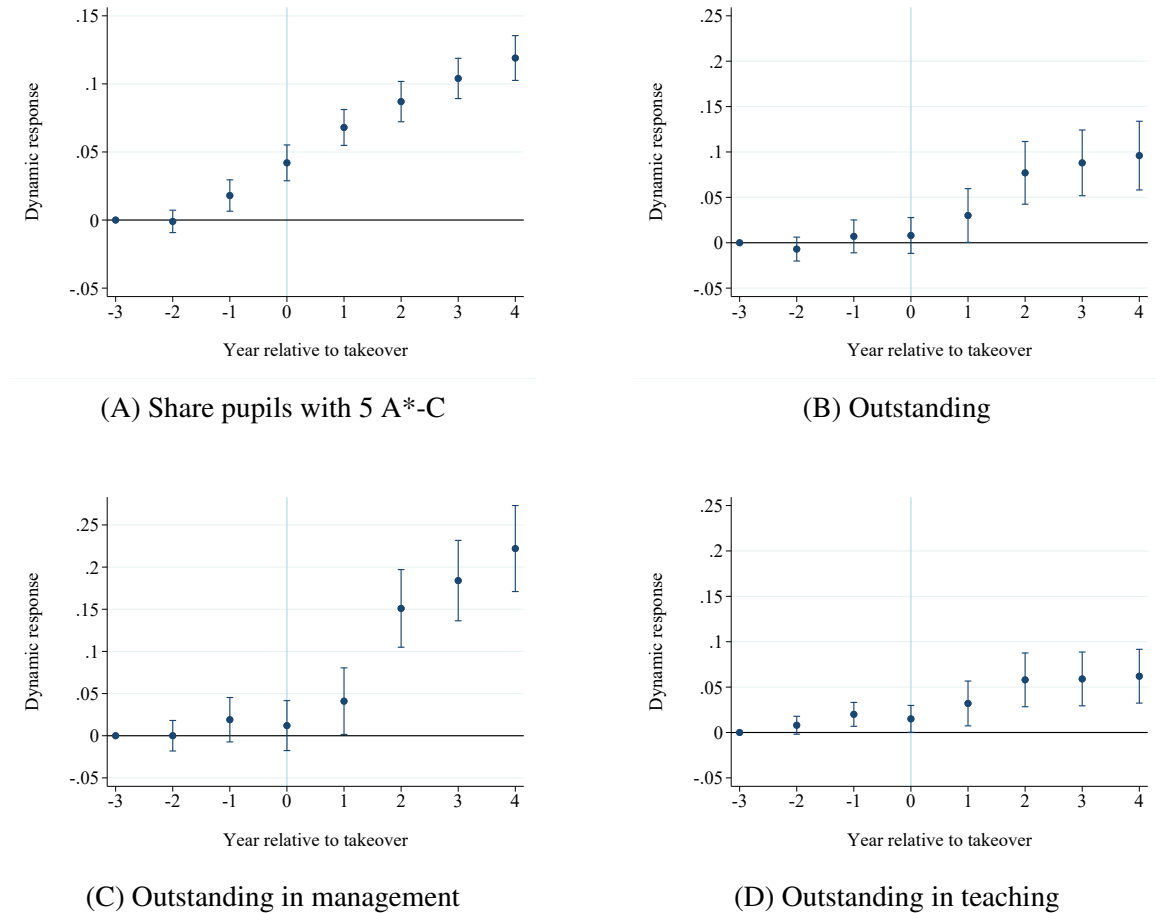 Dynamic response
.15
.1
.05
0
-.05
-3 -2 -1 0 1 2 3 4
Year relative to takeover
(A) Share pupils with 5 A*-C
Dynamic response
.25
.2
.15
.1
.05
0
-.05
-3 -2 -1 0 1 2 3 4
Year relative to takeover
(B) Outstanding
Dynamic response
.25
.2
.15
.1
.05
0
-.05
-3 -2 -1 0 1 2 3 4
Year relative to takeover
(C) Outstanding in management
Dynamic response
.25
.2
.15
.1
.05
0
-.05
-3 -2 -1 0 1 2 3 4
Year relative to takeover
(D) Outstanding in teaching